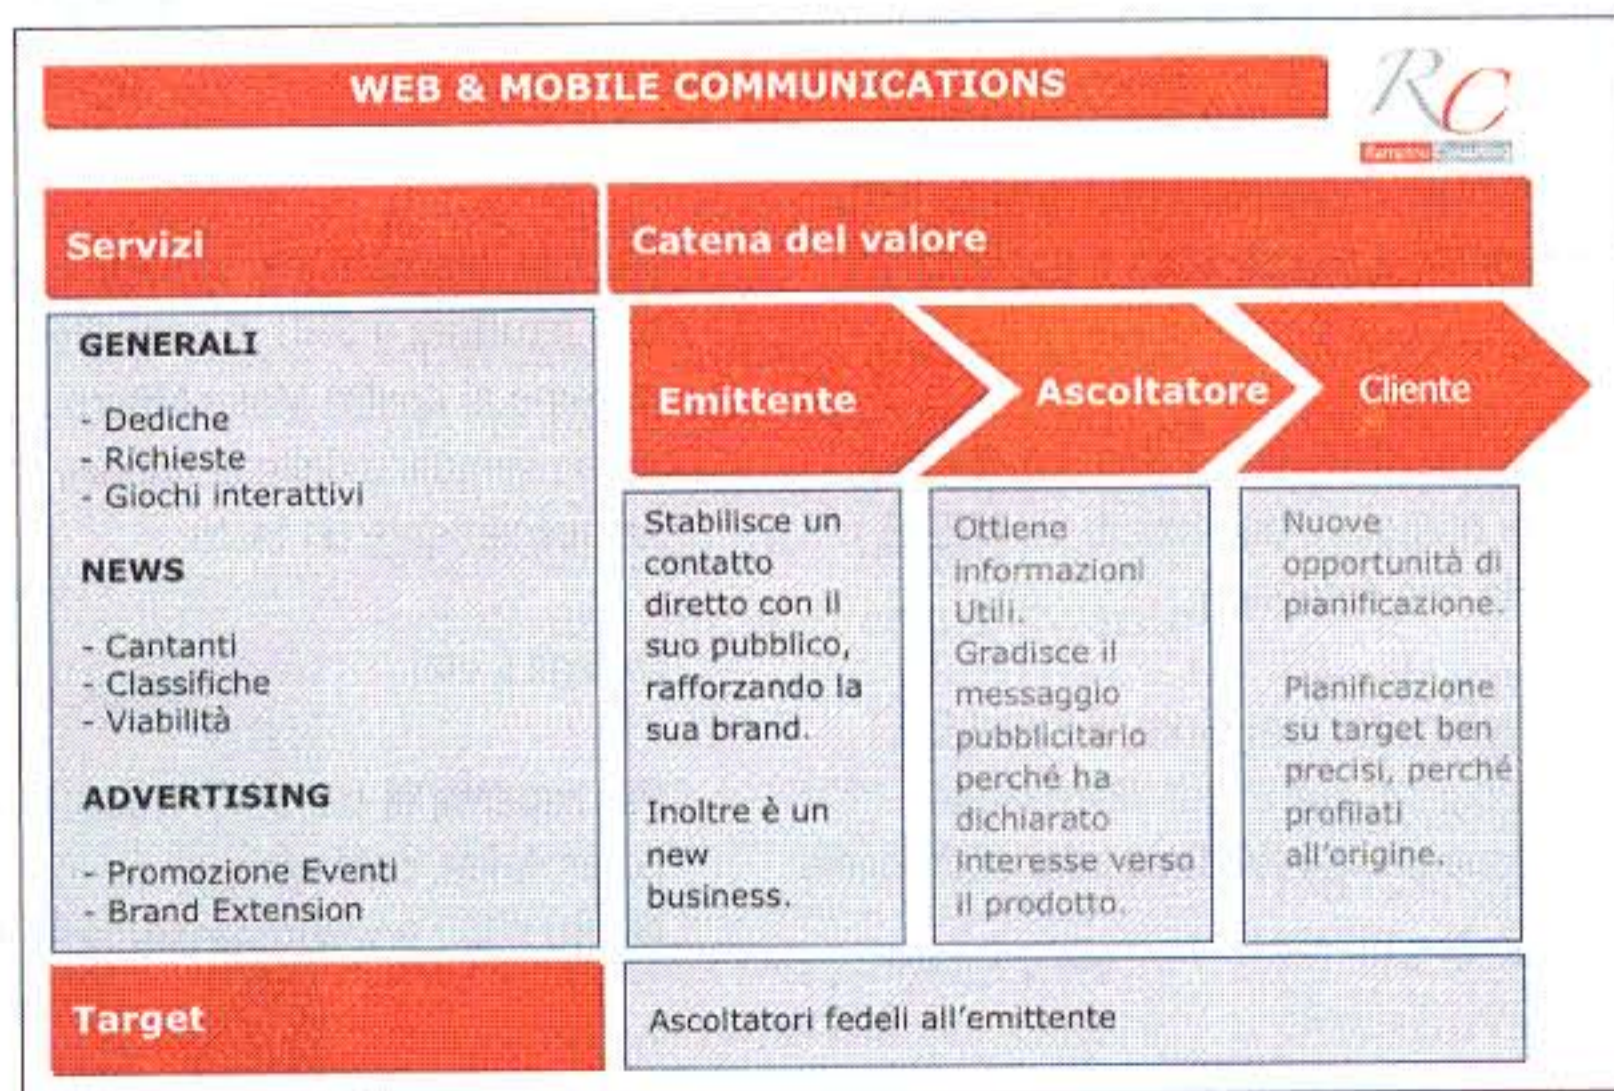 WEB & MOBILE COMMUNICATIONS
RC
Servizi
Catena del valore
GENERALI
- Dediche
- Richieste
- Giochi interattivi
NEWS
- Cantanti
- Classifiche
- Viabilità
ADVERTISING
- Promozione Eventi
- Brand Extension
Emittente
Ascoltatore
Cliente
Stabilisce un
contatto
diretto con il
suo pubblico,
rafforzando la
sua brand.
Inoltre è un
new
business.
Ottiene
informazioni
Utili.
Gradisce il
messaggio
pubblicitario
perché ha
dichiarato
interesse verso
il prodotto.
Nuove
opportunità di
pianificazione.
Pianificazione
su target ben
precisi, perché
profilati
all'origine.
Target
Ascoltatori fedeli all'emittente